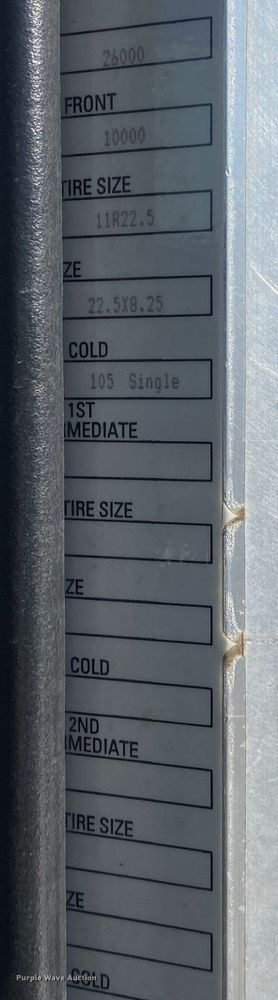 26000
FRONT
10000
TIRE SIZE
11R22.5
ZE
22.5X8.25
COLD
105 Single
1ST
MEDIATE
TIRE SIZE
ZE
COLD
2ND
MEDIATE
TIRE SIZE
ZE
COLD
Purple Wave Auction